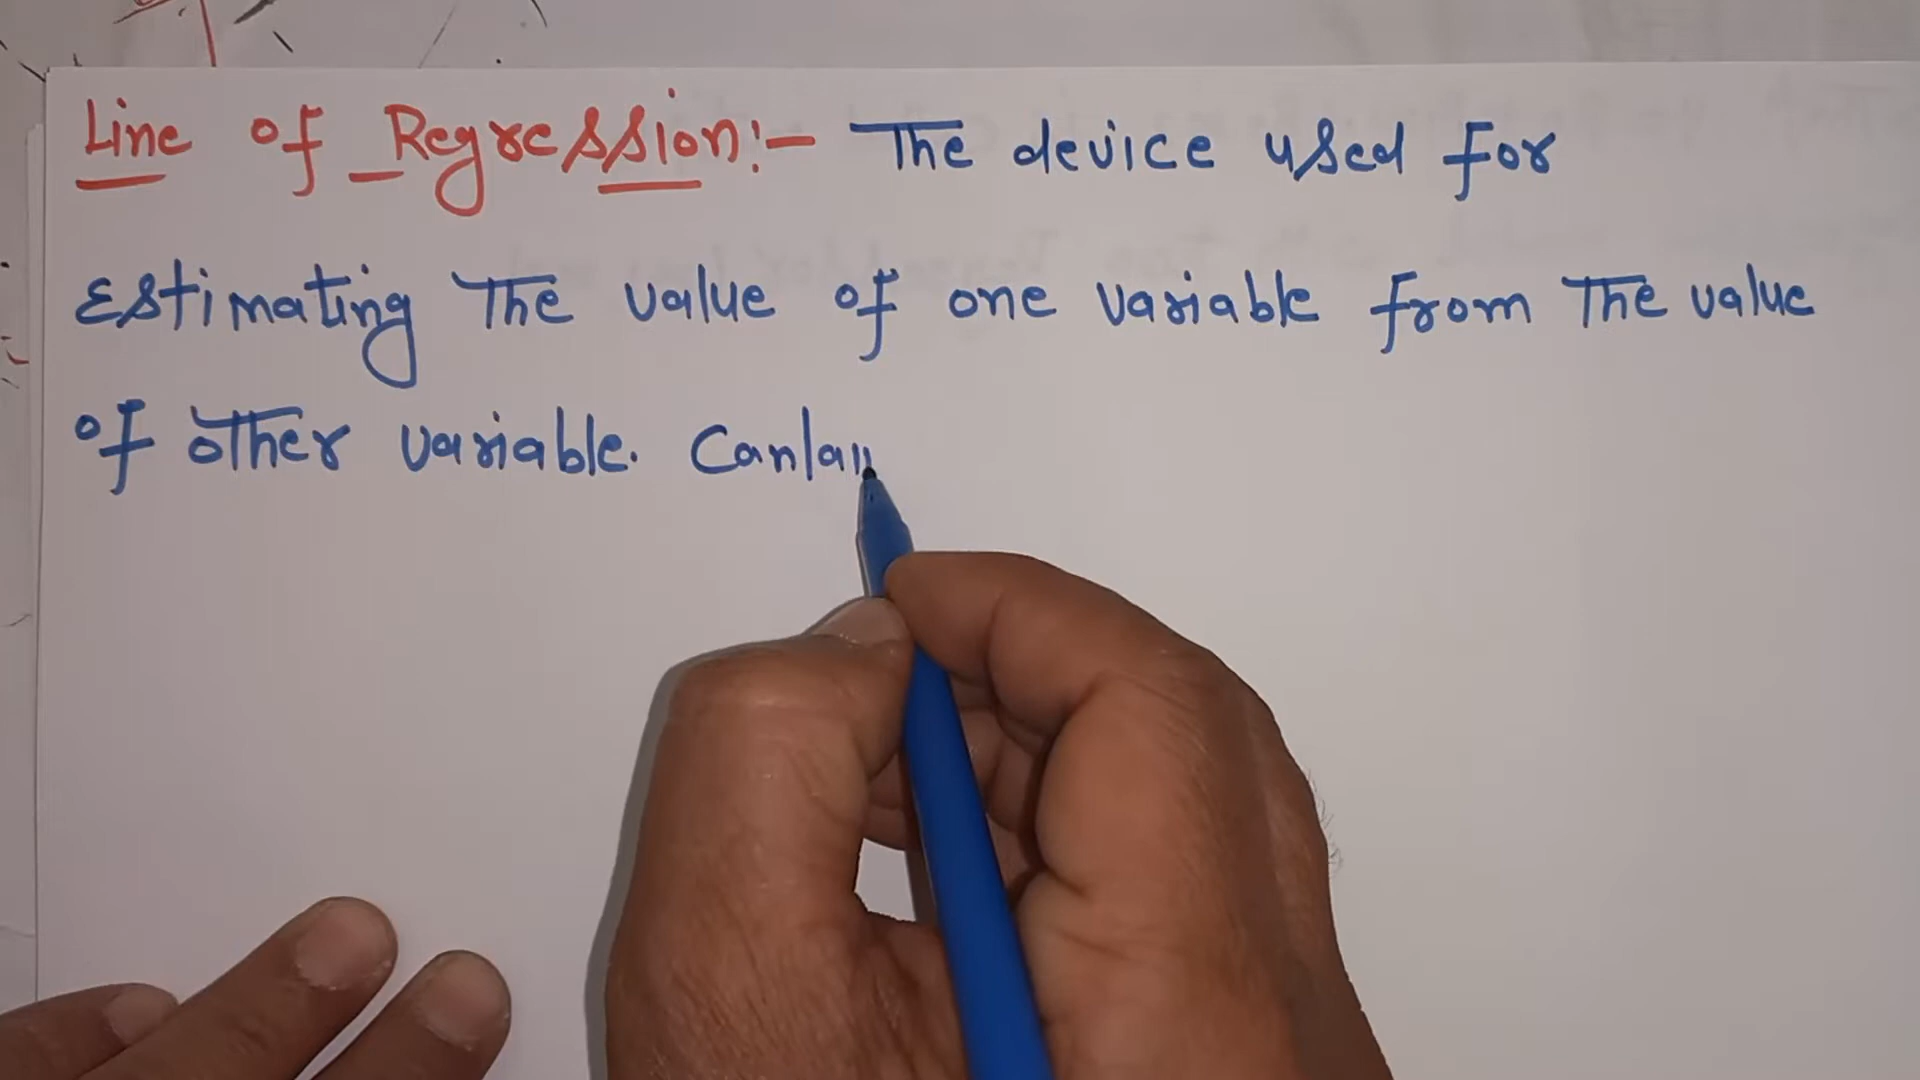 Line of Regression:- The device used for
Estimating The value of one variable from The value
of other variable.